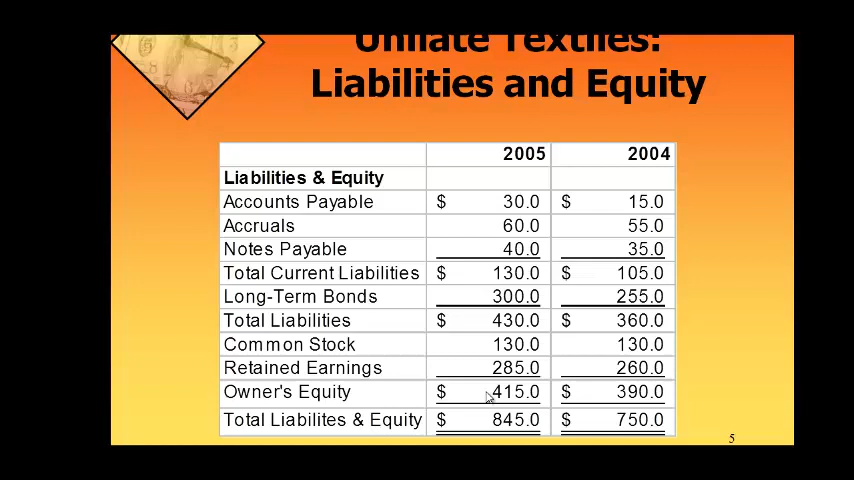 Unilate Textiles:
Liabilities and Equity
2005 2004
Liabilities & Equity
Accounts Payable $ 30.0 $ 15.0
Accruals 60.0 55.0
Notes Payable 40.0 35.0
Total Current Liabilities $ 130.0 $ 105.0
Long-Term Bonds 300.0 255.0
Total Liabilities $ 430.0 $ 360.0
Common Stock 130.0 130.0
Retained Earnings 285.0 260.0
Owner's Equity $ 415.0 $ 390.0
Total Liabilites & Equity $ 845.0 $ 750.0
5